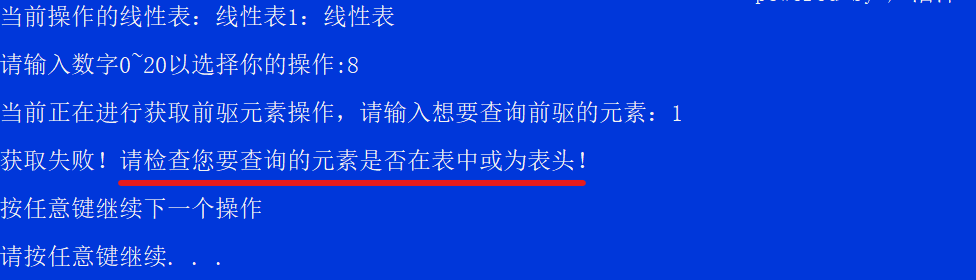 powered by
当前操作的线性表：线性表1：线性表
请输入数字0~20以选择你的操作:8
当前正在进行获取前驱元素操作，请输入想要查询前驱的元素：1
获取失败！请检查您要查询的元素是否在表中或为表头！
按任意键继续下一个操作
请按任意键继续. . .